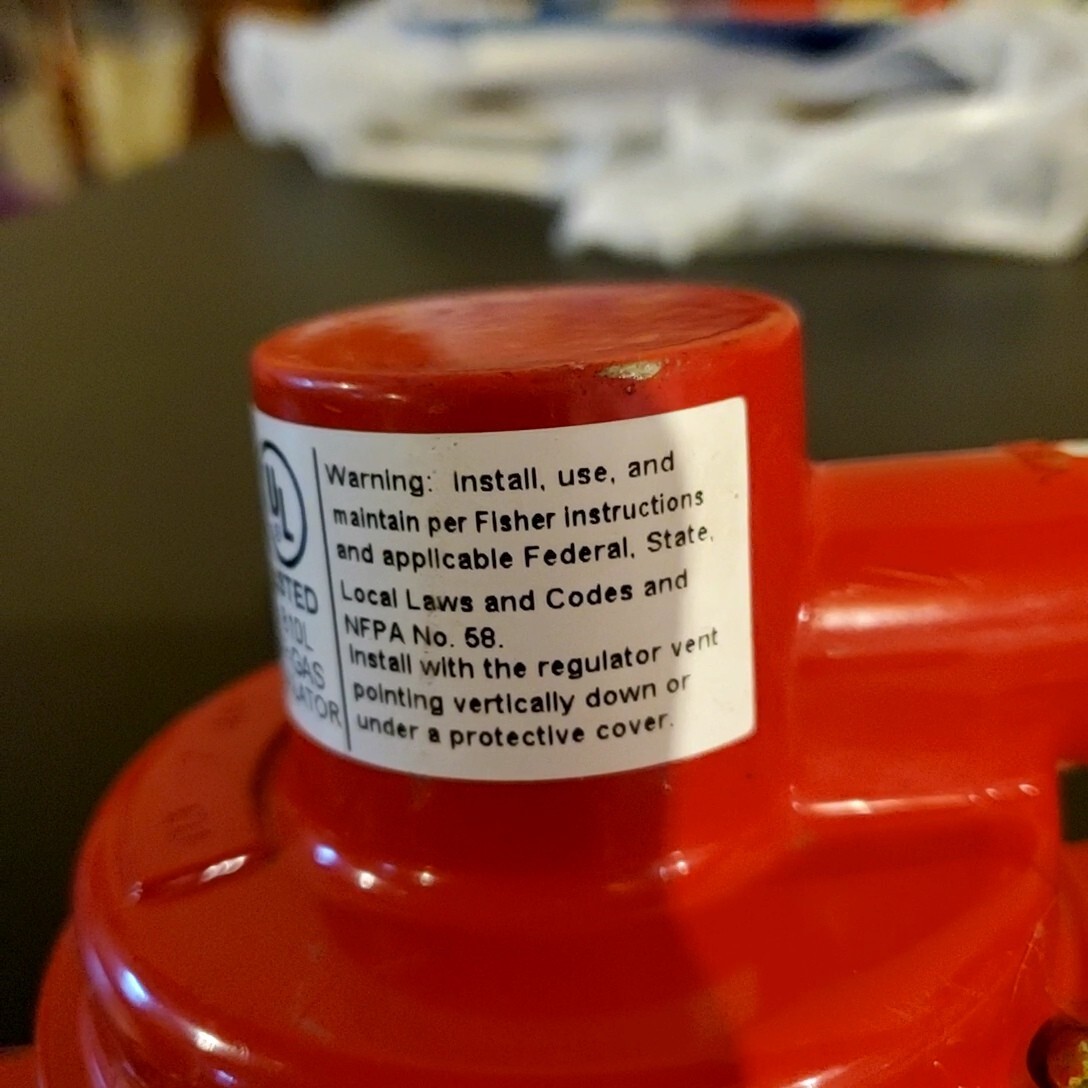 UL
Warning: Install, use, and
maintain per Fisher instructions
and applicable Federal, State,
Local Laws and Codes and
NFPA No. 58.
Install with the regulator vent
pointing vertically down or
under a protective cover.